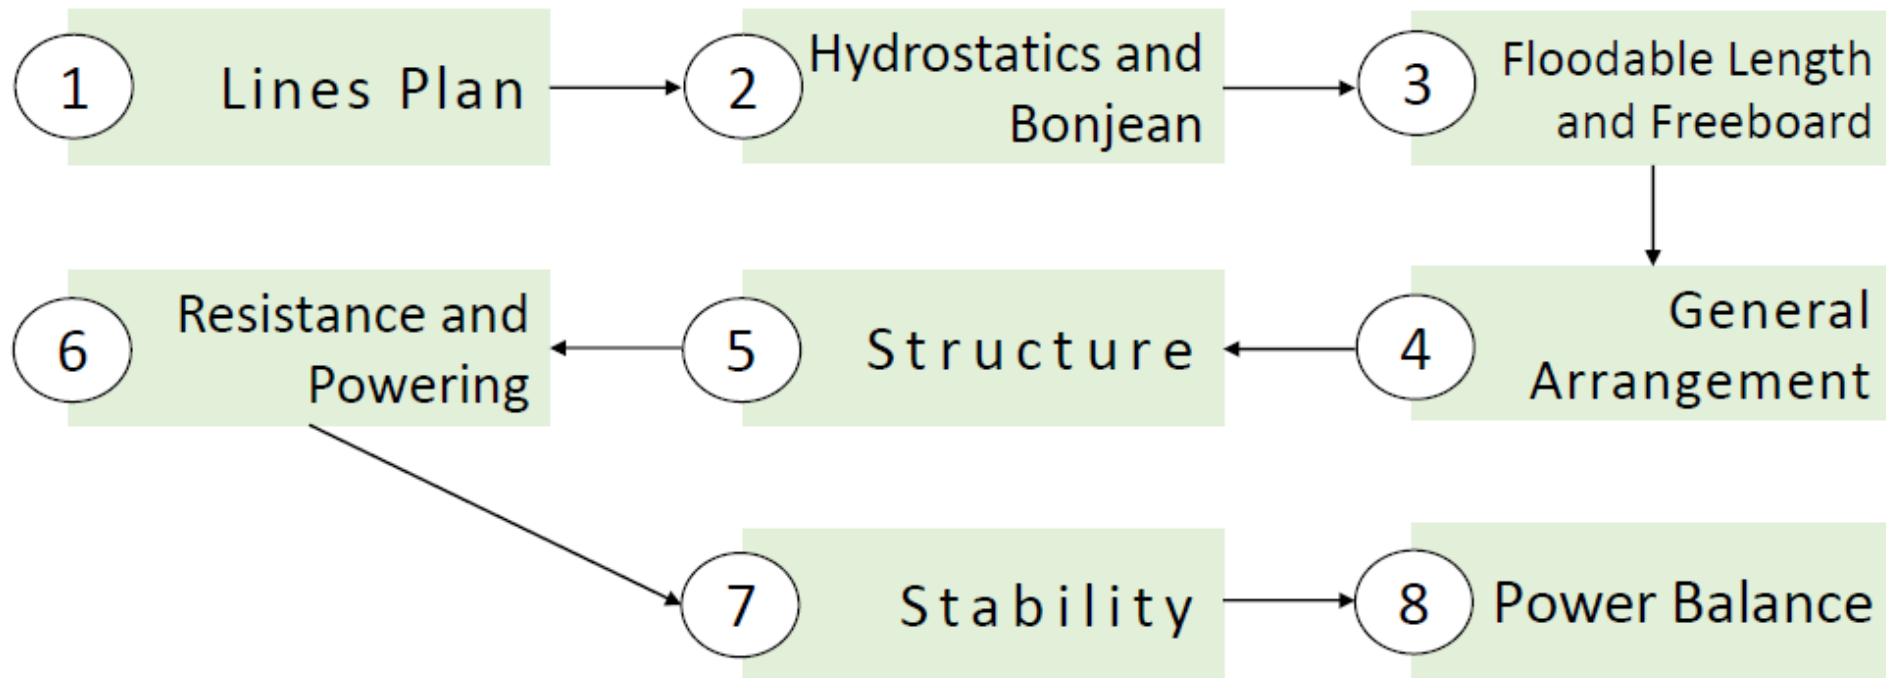 1
Lines Plan
2
Hydrostatics and
Bonjean
3
Floodable Length
and Freeboard
4
General
Arrangement
5
Structure
6
Resistance and
Powering
7
Stability
8
Power Balance